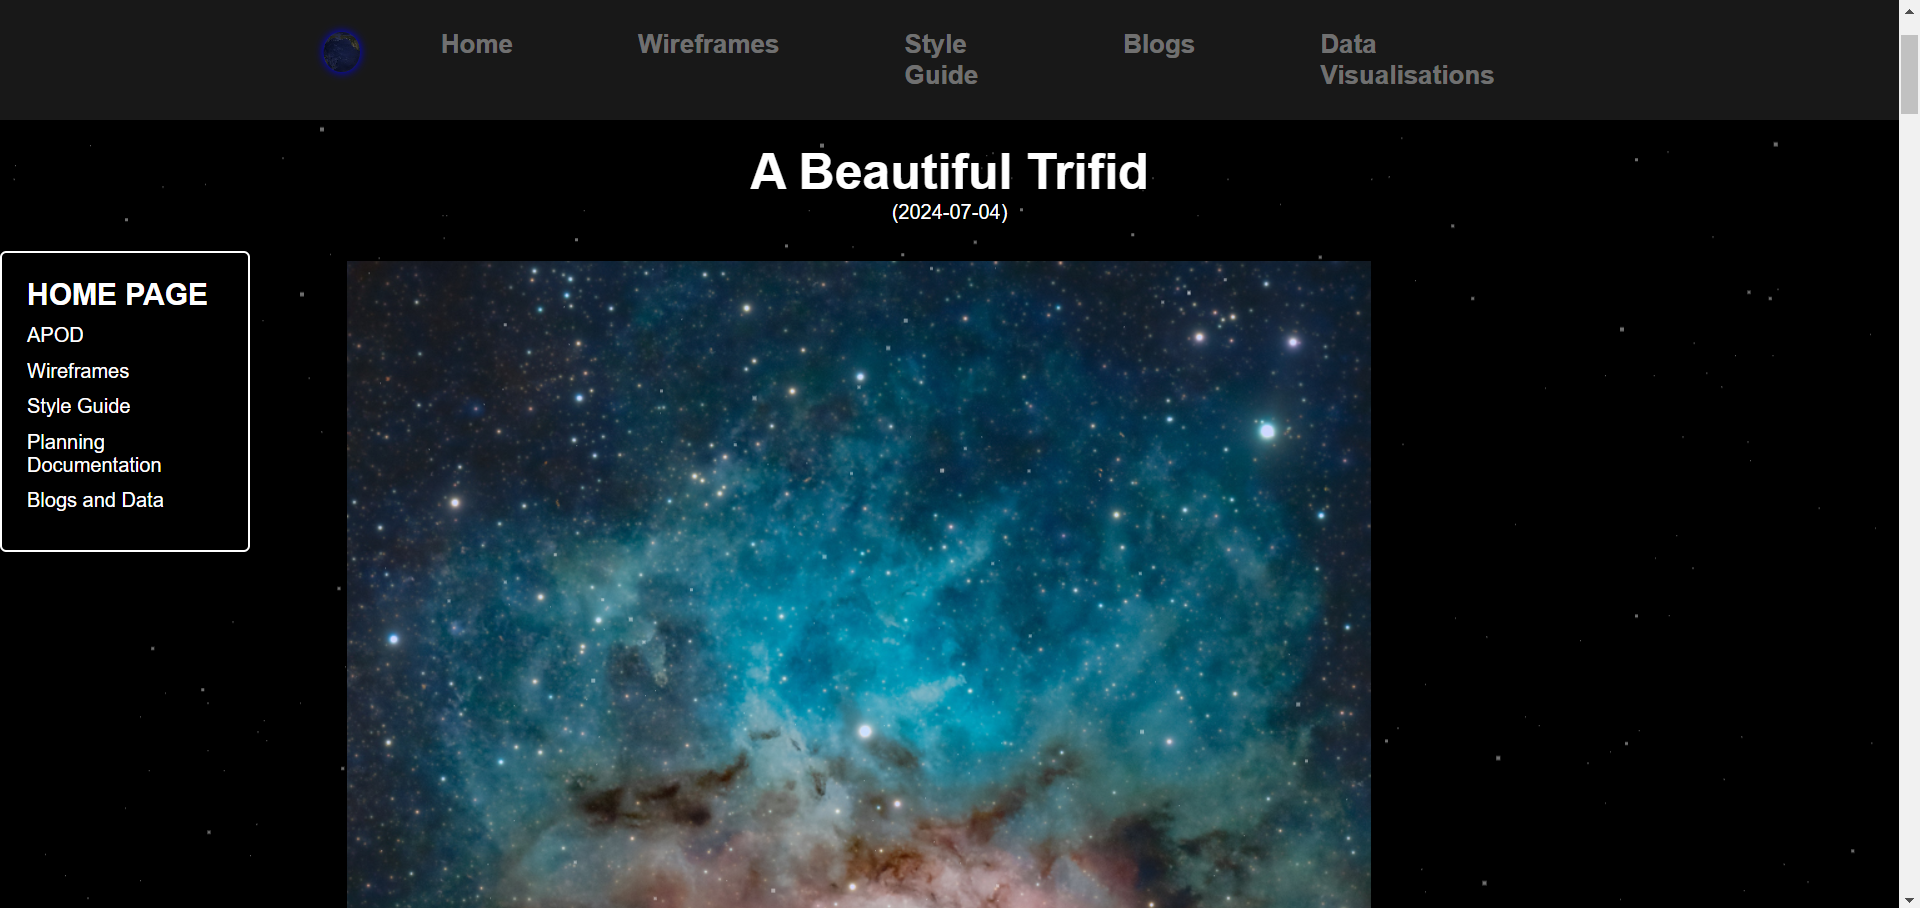 Home
Wireframes
Style
Guide
Blogs
Data
Visualisations
A Beautiful Trifid
(2024-07-04)
HOME PAGE
APOD
Wireframes
Style Guide
Planning
Documentation
Blogs and Data